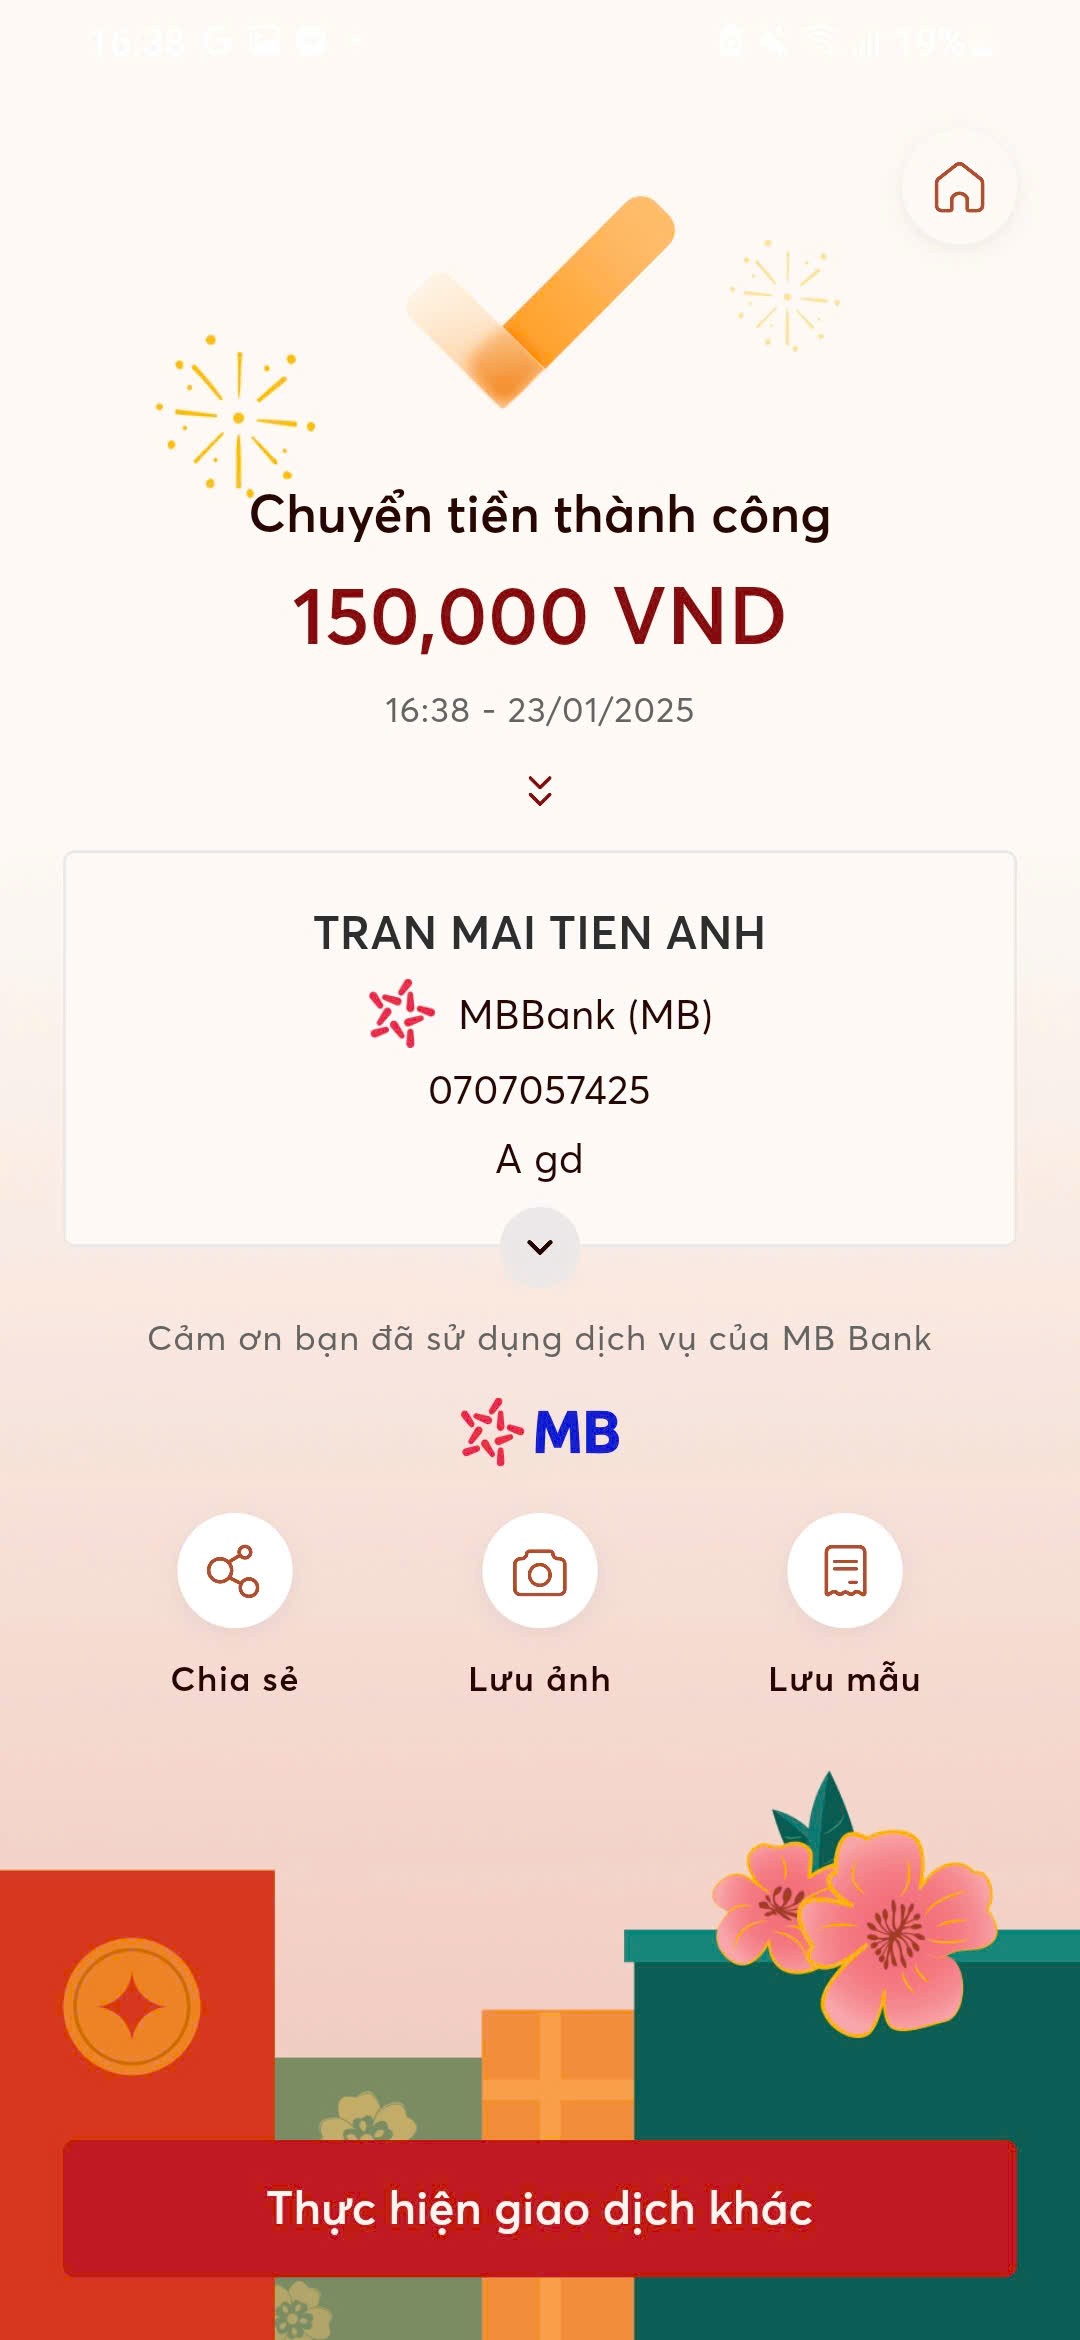 16:38
19%
Chuyển tiền thành công
150,000 VND
16:38 - 23/01/2025
TRAN MAI TIEN ANH
MBBank (MB)
0707057425
A gd
Cảm ơn bạn đã sử dụng dịch vụ của MB Bank
MB
Chia sẻ
Lưu ảnh
Lưu mẫu
Thực hiện giao dịch khác